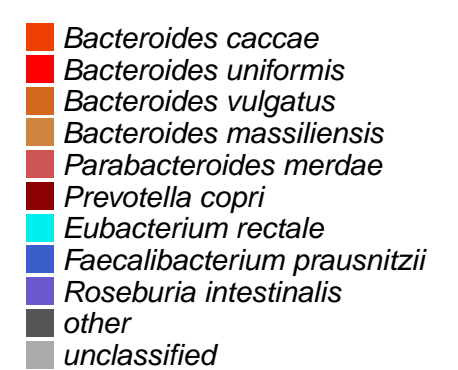 Bacteroides caccae
Bacteroides uniformis
Bacteroides vulgatus
Bacteroides massiliensis
Parabacteroides merdae
Prevotella copri
Eubacterium rectale
Faecalibacterium prausnitzii
Roseburia intestinalis
other
unclassified